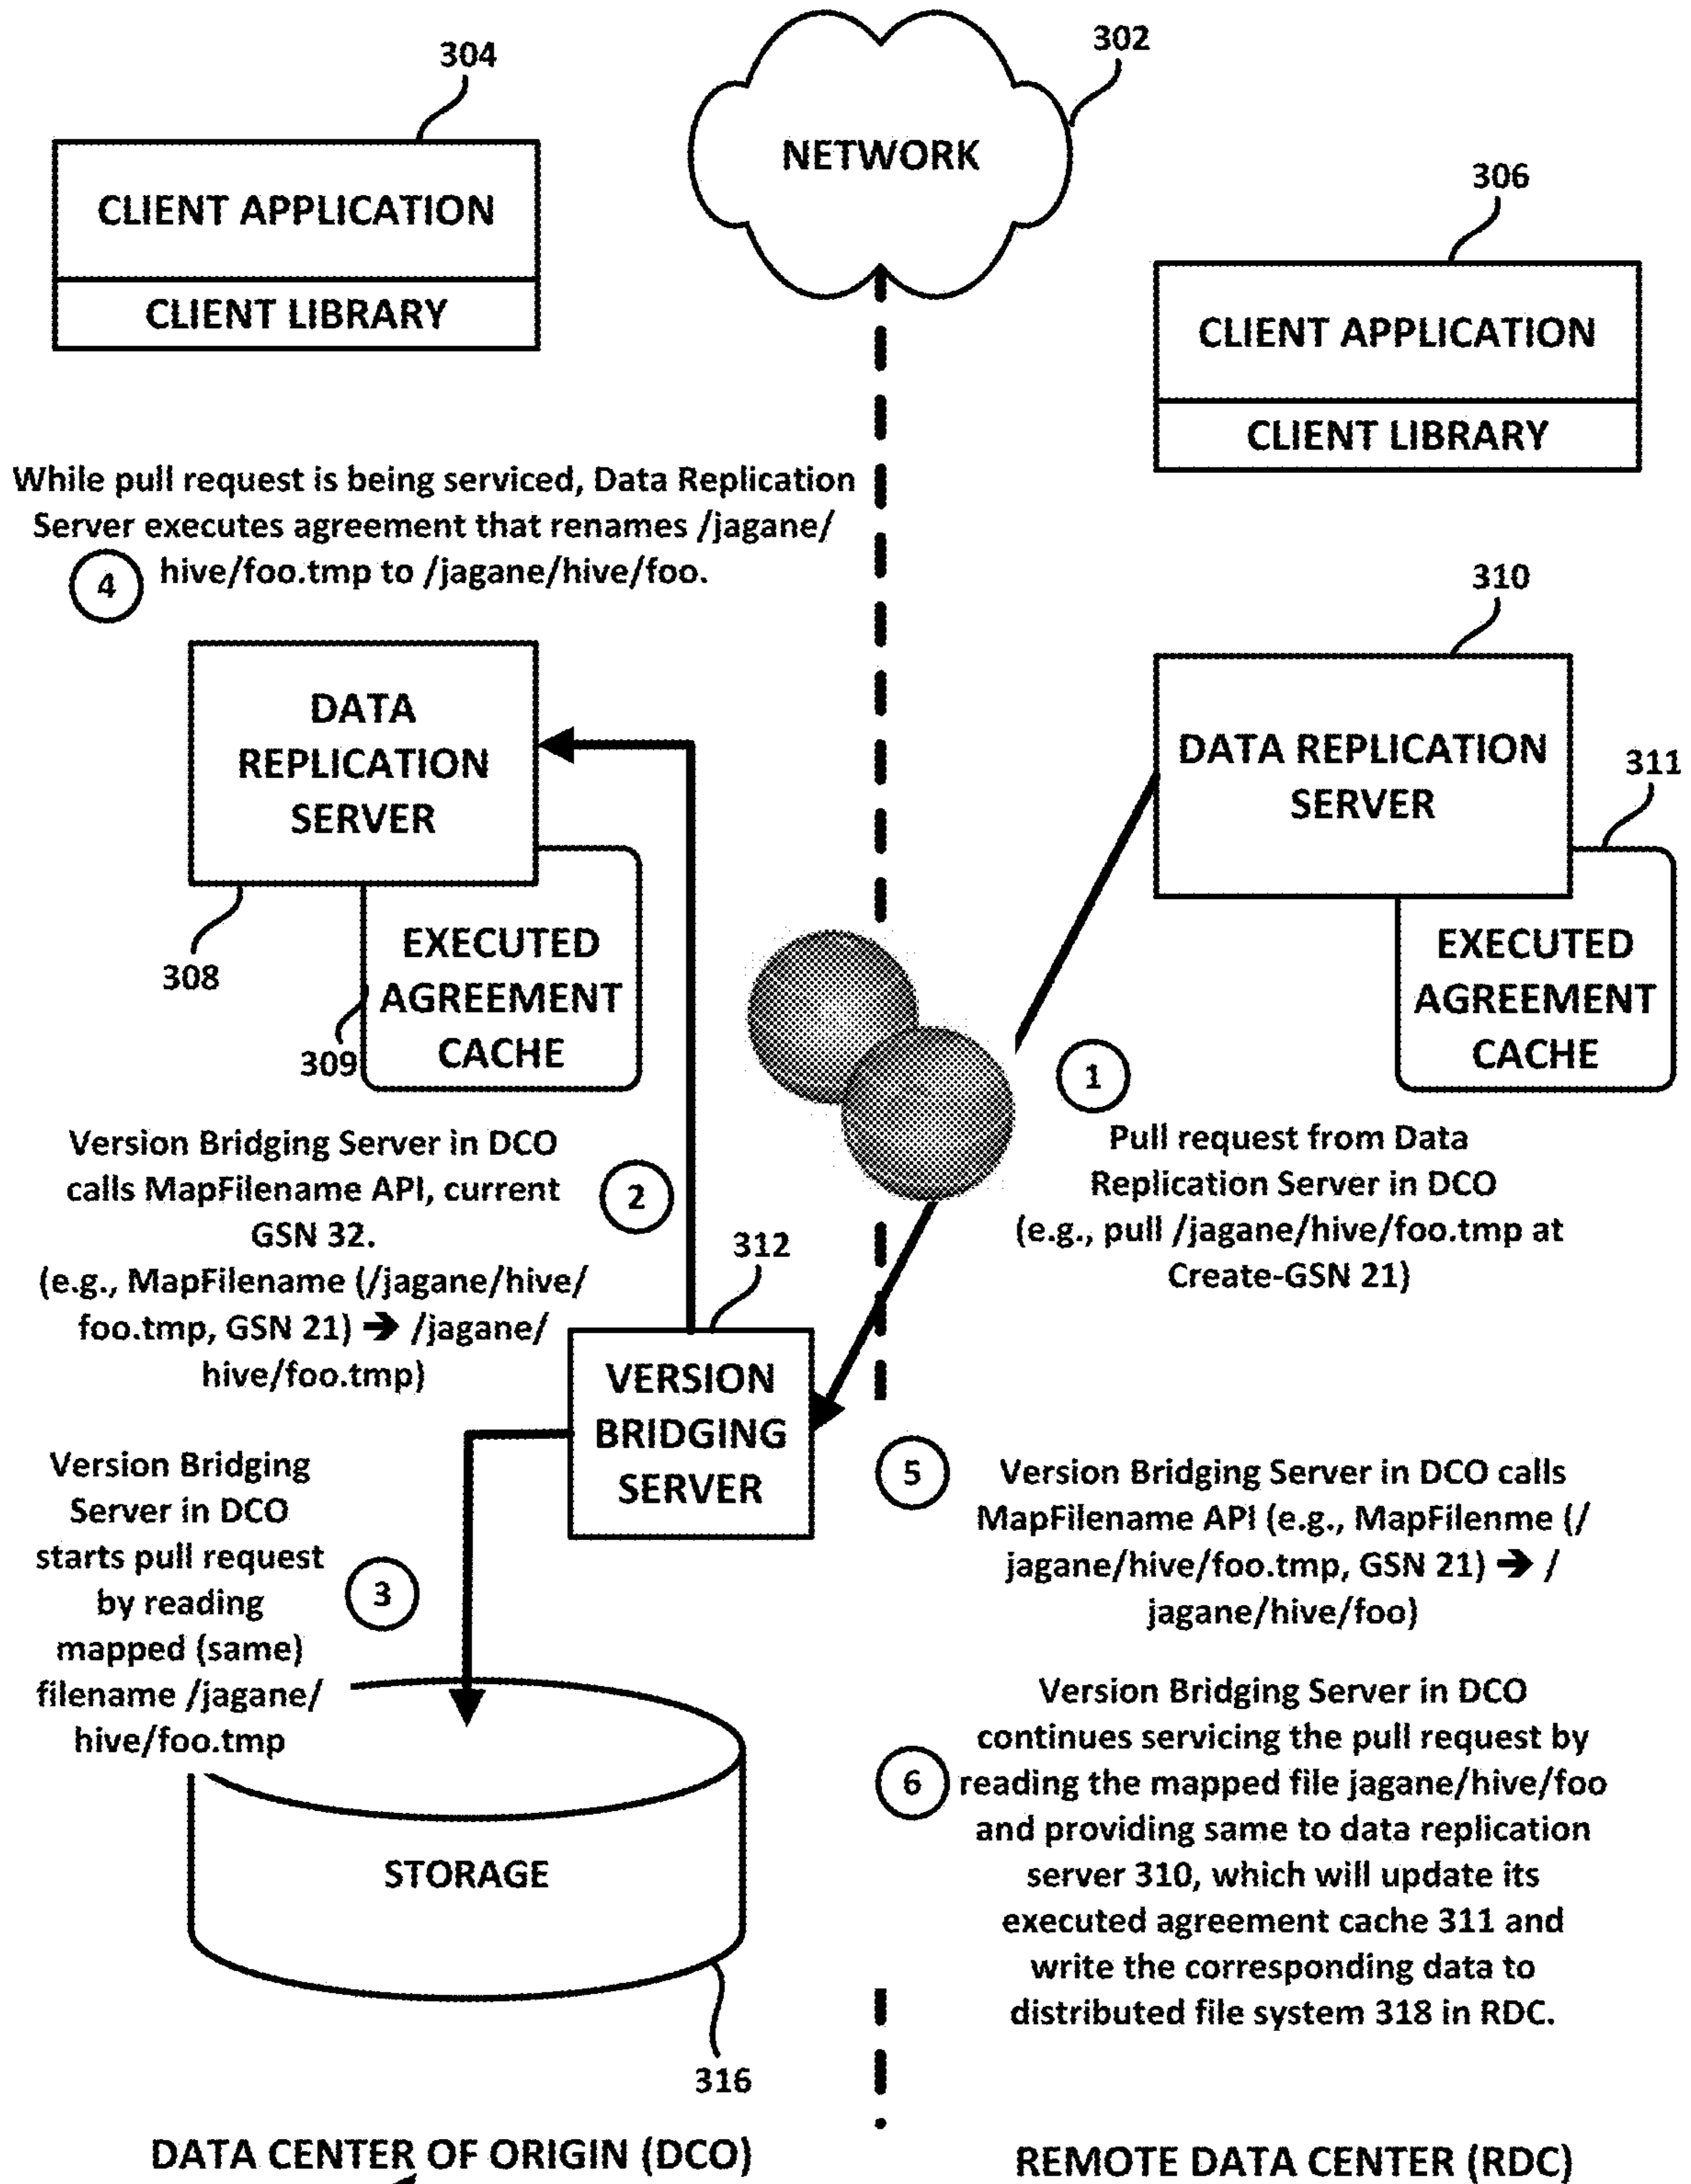 304
302
NETWORK
306
CLIENT APPLICATION
CLIENT LIBRARY
CLIENT APPLICATION
CLIENT LIBRARY
While pull request is being serviced, Data Replication
Server executes agreement that renames /jagane/
4
hive/foo.tmp to /jagane/hive/foo.
310
DATA
REPLICATION
SERVER
DATA REPLICATION
SERVER
311
308
309
EXECUTED
AGREEMENT
CACHE
EXECUTED
AGREEMENT
CACHE
1
Pull request from Data
Replication Server in DCO
(e.g., pull /jagane/hive/foo.tmp at
Create-GSN 21)
Version Bridging Server in DCO
calls MapFilename API, current
GSN 32.
(e.g., MapFilename (/jagane/hive/
foo.tmp, GSN 21) ➔ /jagane/
hive/foo.tmp)
2
312
VERSION
BRIDGING
SERVER
Version Bridging
Server in DCO
starts pull request
by reading
mapped (same)
filename /jagane/
hive/foo.tmp
3
5
Version Bridging Server in DCO calls
MapFilename API (e.g., MapFilenme (/
jagane/hive/foo.tmp, GSN 21) ➔ /
jagane/hive/foo)
STORAGE
316
6
Version Bridging Server in DCO
continues servicing the pull request by
reading the mapped file jagane/hive/foo
and providing same to data replication
server 310, which will update its
executed agreement cache 311 and
write the corresponding data to
distributed file system 318 in RDC.
DATA CENTER OF ORIGIN (DCO)
REMOTE DATA CENTER (RDC)